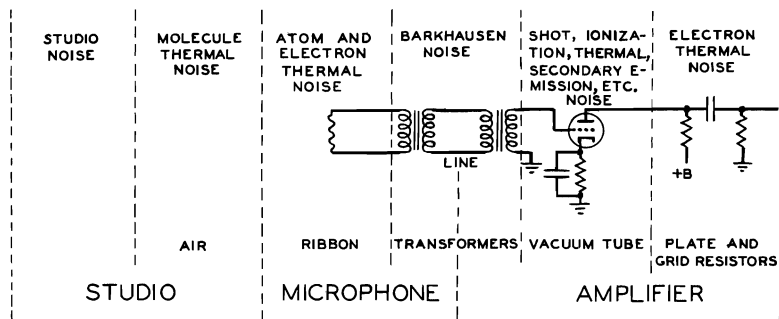 STUDIO
NOISE
MOLECULE
THERMAL
NOISE
ATOM AND
ELECTRON
THERMAL
NOISE
BARKHAUSEN
NOISE
SHOT, IONIZA-
TION, THERMAL,
SECONDARY E-
MISSION, ETC.
NOISE
ELECTRON
THERMAL
NOISE
LINE
+B
AIR
RIBBON
TRANSFORMERS
VACUUM TUBE
PLATE AND
GRID RESISTORS
STUDIO
MICROPHONE
AMPLIFIER